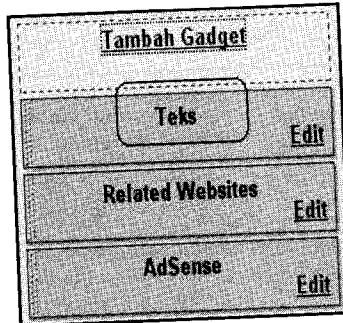 Tambah Gadget
Teks
Edit
Related Websites
Edit
AdSense
Edit